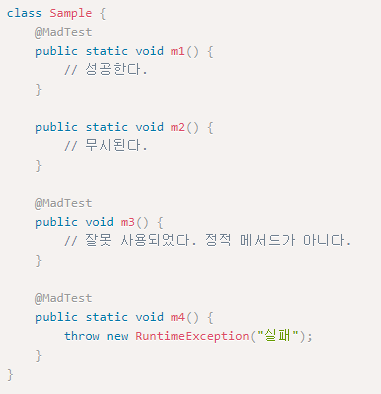 class Sample {
    @MadTest
    public static void m1() {
        // 성공한다.
    }

    public static void m2() {
        // 무시된다.
    }

    @MadTest
    public void m3() {
        // 잘못 사용되었다. 정적 메서드가 아니다.
    }

    @MadTest
    public static void m4() {
        throw new RuntimeException("실패");
    }
}